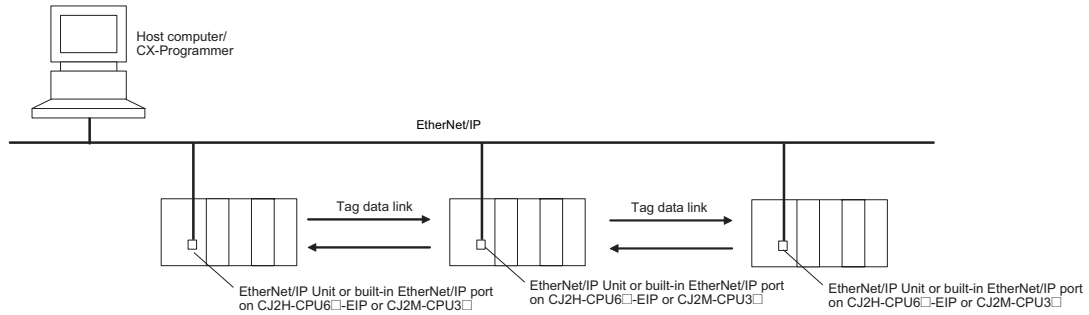 Host computer/
CX-Programmer
EtherNet/IP
Tag data link
Tag data link
EtherNet/IP Unit or built-in EtherNet/IP port
on CJ2H-CPU6□-EIP or CJ2M-CPU3□
EtherNet/IP Unit or built-in EtherNet/IP port
on CJ2H-CPU6□-EIP or CJ2M-CPU3□
EtherNet/IP Unit or built-in EtherNet/IP port
on CJ2H-CPU6□-EIP or CJ2M-CPU3□